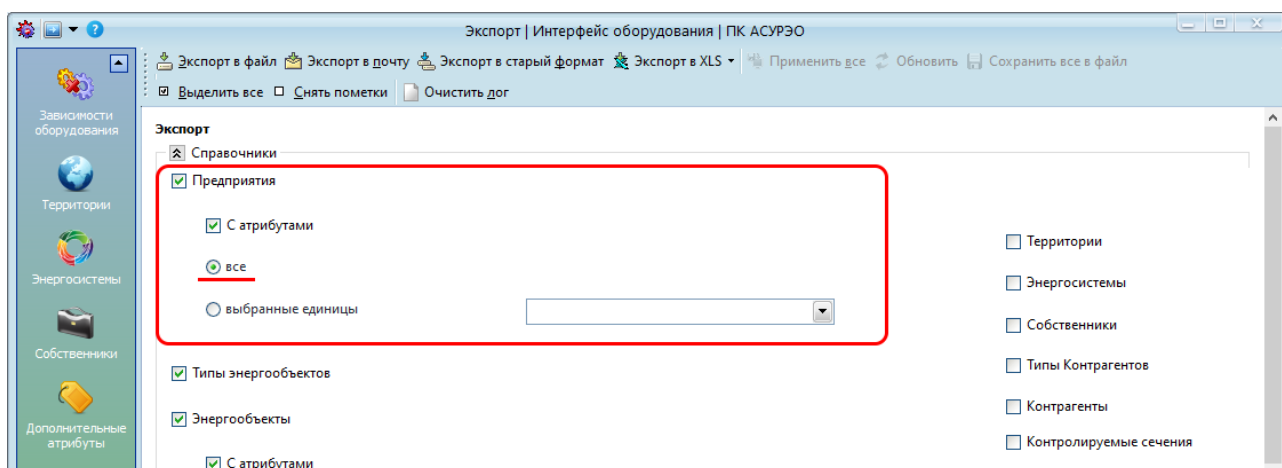 Экспорт | Интерфейс оборудования | ПК АСУРЭО
Экспорт в файл Экспорт в почту Экспорт в старый формат Экспорт в XLS Применить все Обновить Сохранить все в файл
Выделить все Снять пометки Очистить лог
Зависимости
оборудования
Территории
Энергосистемы
Собственники
Дополнительные
атрибуты
Экспорт
Справочники
Предприятия
С атрибутами
все
выбранные единицы
Типы энергообъектов
Энергообъекты
С атрибутами
Территории
Энергосистемы
Собственники
Типы Контрагентов
Контрагенты
Контролируемые сечения